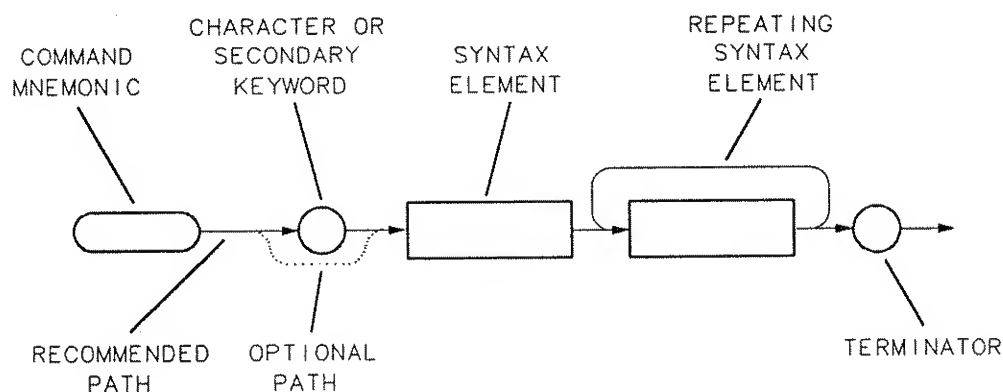 COMMAND
MNEMONIC
CHARACTER OR
SECONDARY
KEYWORD
SYNTAX
ELEMENT
REPEATING
SYNTAX
ELEMENT
RECOMMENDED
PATH
OPTIONAL
PATH
TERMINATOR